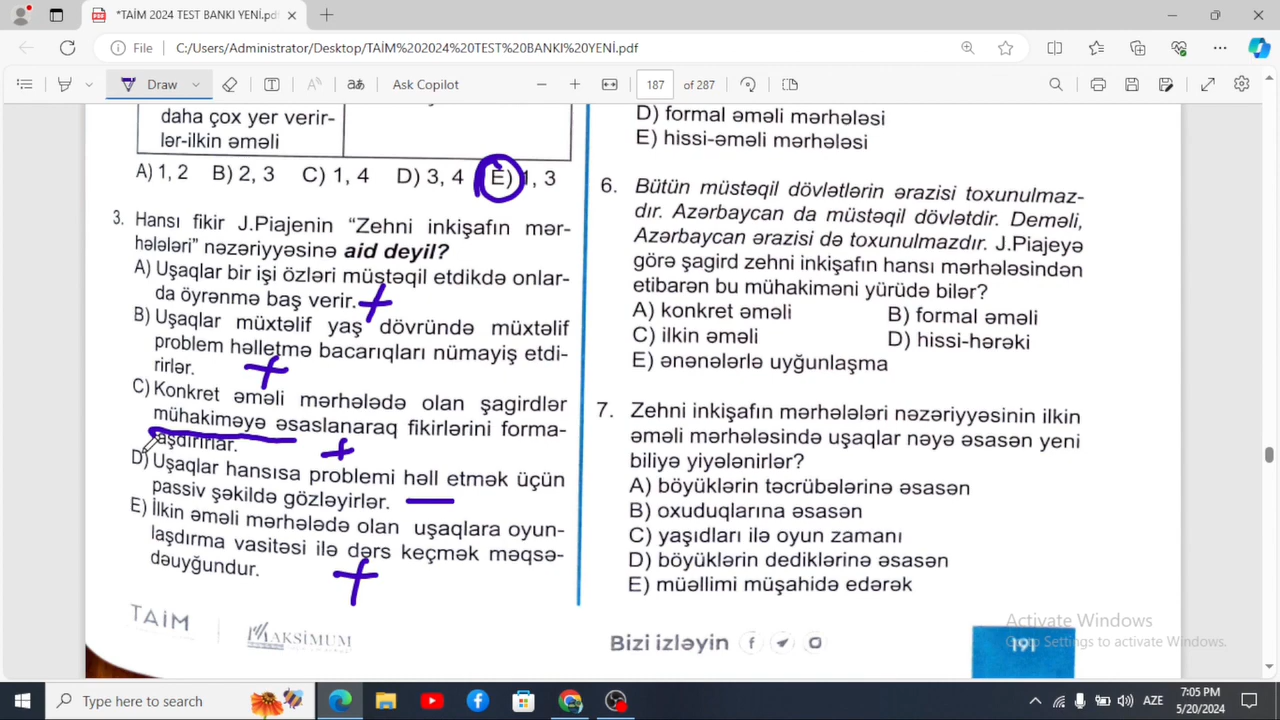 *TAİM 2024 TEST BANKI YENİ.pdf
File C:/Users/Administrator/Desktop/TAİM%202024%20TEST%20BANKI%20YENİ.pdf
Draw
Ask Copilot
187 of 287
daha çox yer verir-
lər-ilkin əməli
A) 1, 2 B) 2, 3 C) 1, 4 D) 3, 4 E) 1, 3
3. Hansı fikir J.Piajenin “Zehni inkişafın mər-
hələləri” nəzəriyyəsinə aid deyil?
A) Uşaqlar bir işi özləri müstəqil etdikdə onlar-
da öyrənmə baş verir.
B) Uşaqlar müxtəlif yaş dövründə müxtəlif
problem həlletmə bacarıqları nümayiş etdi-
rirlər.
C) Konkret əməli mərhələdə olan şagirdlər
mühakiməyə əsaslanaraq fikirlərini forma-
laşdırırlar.
D) Uşaqlar hansısa problemi həll etmək üçün
passiv şəkildə gözləyirlər.
E) İlkin əməli mərhələdə olan uşaqlara oyun-
laşdırma vasitəsi ilə dərs keçmək məqsə-
dəuyğundur.
TAİM
MAKSİMUM
D) formal əməli mərhələsi
E) hissi-əməli mərhələsi
6. Bütün müstəqil dövlətlərin ərazisi toxunulmaz-
dır. Azərbaycan da müstəqil dövlətdir. Deməli,
Azərbaycan ərazisi də toxunulmazdır. J.Piajeyə
görə şagird zehni inkişafın hansı mərhələsindən
etibarən bu mühakiməni yürüdə bilər?
A) konkret əməli B) formal əməli
C) ilkin əməli D) hissi-hərəki
E) ənənələrlə uyğunlaşma
7. Zehni inkişafın mərhələləri nəzəriyyəsinin ilkin
əməli mərhələsində uşaqlar nəyə əsasən yeni
biliyə yiyələnirlər?
A) böyüklərin təcrübələrinə əsasən
B) oxuduqlarına əsasən
C) yaşıdları ilə oyun zamanı
D) böyüklərin dediklərinə əsasən
E) müəllimi müşahidə edərək
Bizi izləyin
191
Activate Windows
Go to Settings to activate Windows.
Type here to search
AZE
7:05 PM
5/20/2024